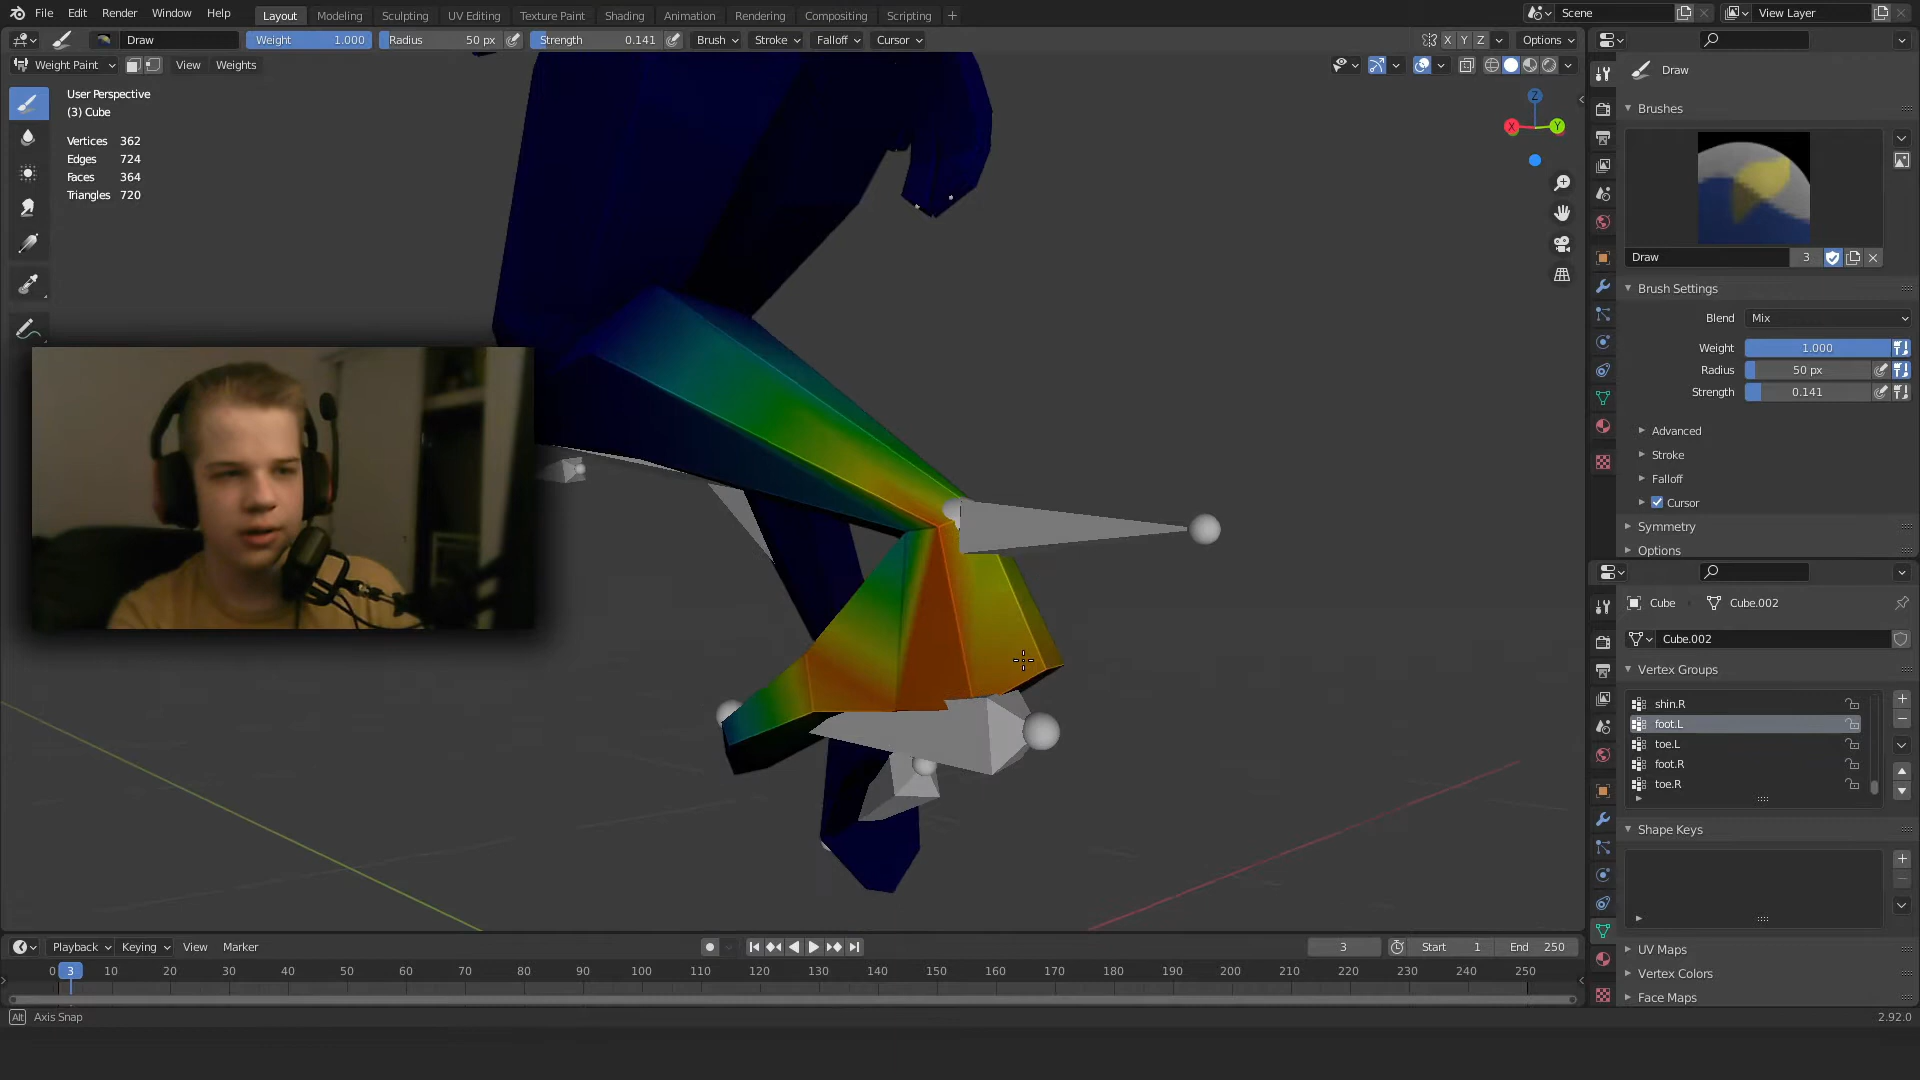 File Edit Render Window Help Layout Modeling Sculpting UV Editing Texture Paint Shading Animation Rendering Compositing Scripting Scene View Layer
Draw Weight 1.000 Radius 50 px Strength 0.141 Brush Stroke Falloff Cursor X Y Z Options
Weight Paint View Weights
Draw
User Perspective
(3) Cube
Z
X
Y
Brushes
Vertices 362
Edges 724
Faces 364
Triangles 720
Draw 3
Brush Settings
Blend Mix
Weight 1.000
Radius 50 px
Strength 0.141
Advanced
Stroke
Falloff
Cursor
Symmetry
Options
Cube Cube.002
Cube.002
Vertex Groups
shin.R
foot.L
toe.L
foot.R
toe.R
Shape Keys
UV Maps
Vertex Colors
Face Maps
Playback Keying View Marker 3 Start 1 End 250
0 3 10 20 30 40 50 60 70 80 90 100 110 120 130 140 150 160 170 180 190 200 210 220 230 240 250
Alt Axis Snap 2.92.0